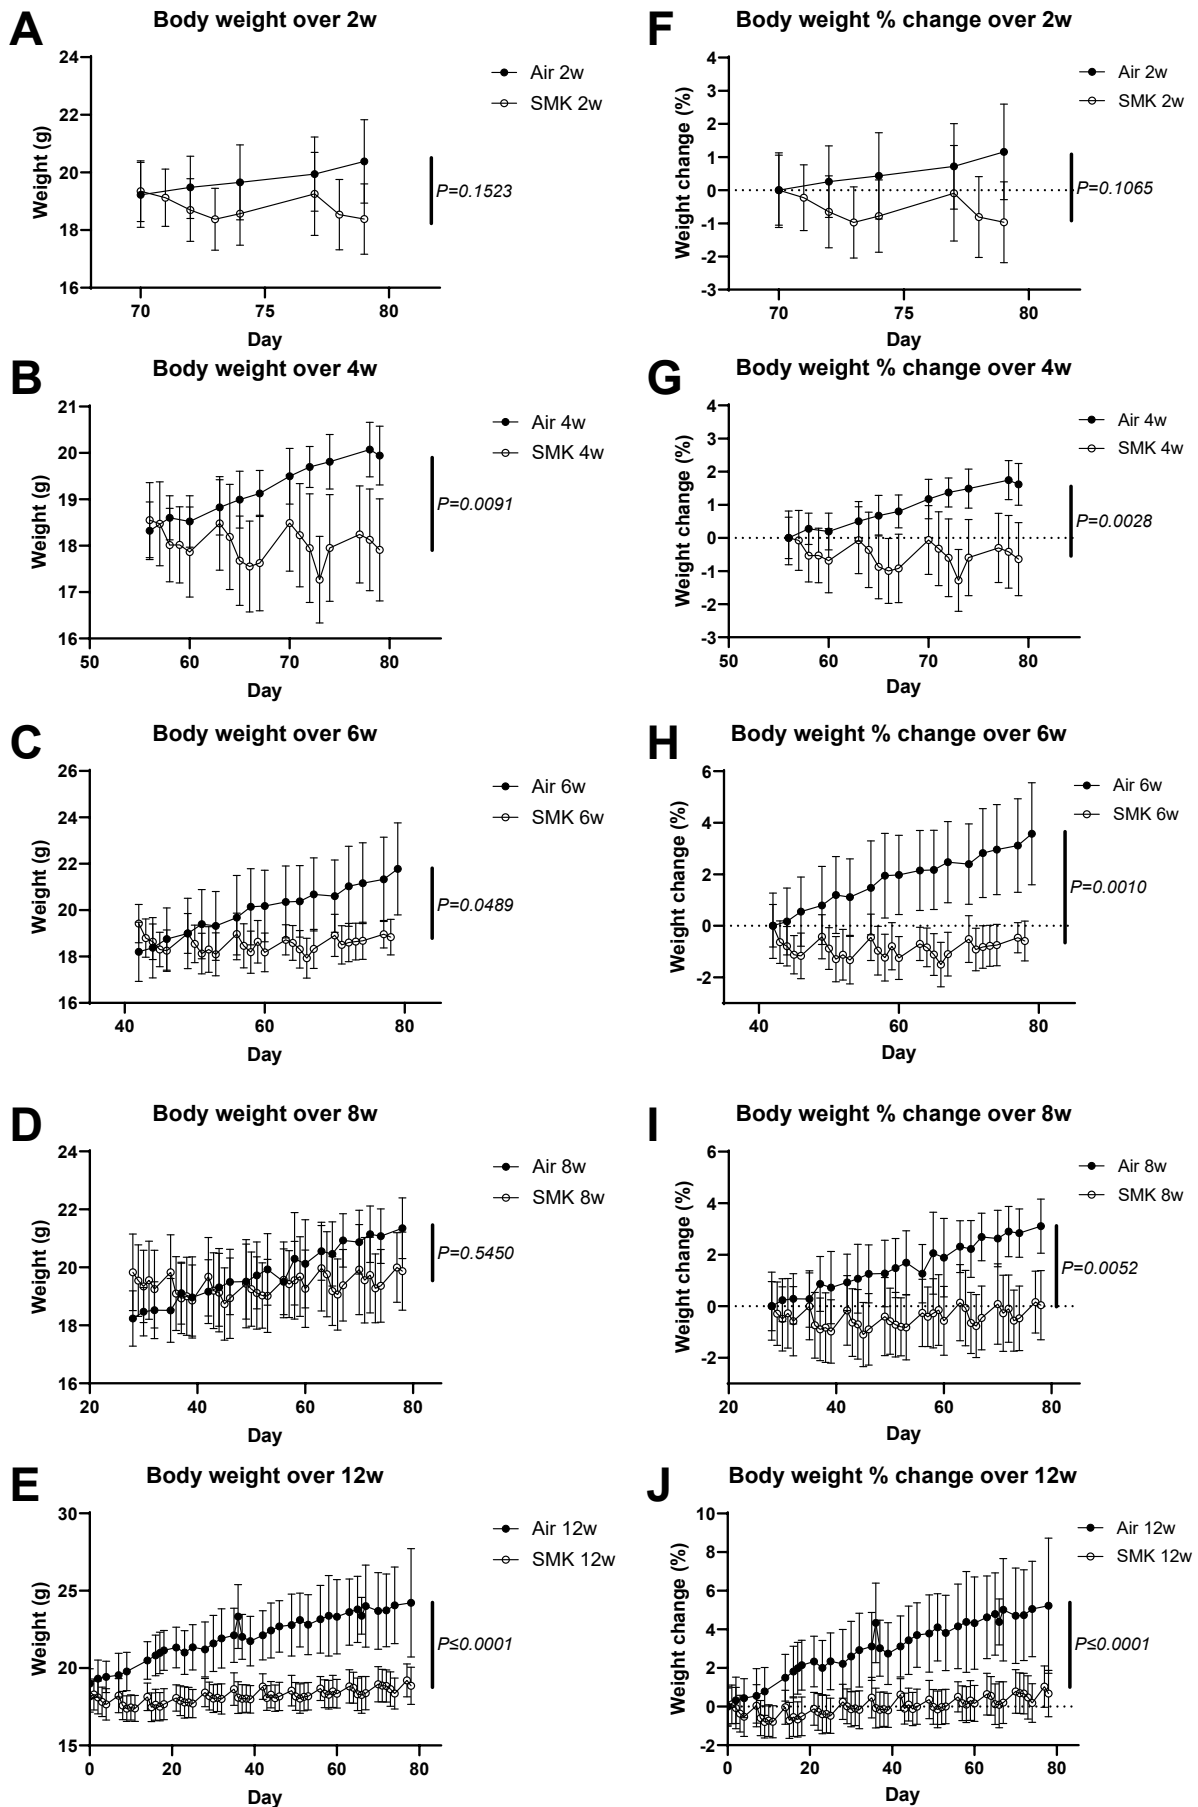 A
Body weight over 2w
Weight (g)
24
22
20
18
16
70
75
80
Day
Air 2w
SMK 2w
P=0.1523
F
Body weight % change over 2w
Weight change (%)
4
3
2
1
0
-1
-2
-3
70
75
80
Day
Air 2w
SMK 2w
P=0.1065
B
Body weight over 4w
Weight (g)
21
20
19
18
17
16
50
60
70
80
Day
Air 4w
SMK 4w
P=0.0091
G
Body weight % change over 4w
Weight change (%)
4
3
2
1
0
-1
-2
-3
50
60
70
80
Day
Air 4w
SMK 4w
P=0.0028
C
Body weight over 6w
Weight (g)
26
24
22
20
18
16
40
60
80
Day
Air 6w
SMK 6w
P=0.0489
H
Body weight % change over 6w
Weight change (%)
6
4
2
0
-2
40
60
80
Day
Air 6w
SMK 6w
P=0.0010
D
Body weight over 8w
Weight (g)
24
22
20
18
16
20
40
60
80
Day
Air 8w
SMK 8w
P=0.5450
I
Body weight % change over 8w
Weight change (%)
6
4
2
0
-2
20
40
60
80
Day
Air 8w
SMK 8w
P=0.0052
E
Body weight over 12w
Weight (g)
30
25
20
15
0
20
40
60
80
Day
Air 12w
SMK 12w
P≤0.0001
J
Body weight % change over 12w
Weight change (%)
10
8
6
4
2
0
-2
0
20
40
60
80
Day
Air 12w
SMK 12w
P≤0.0001